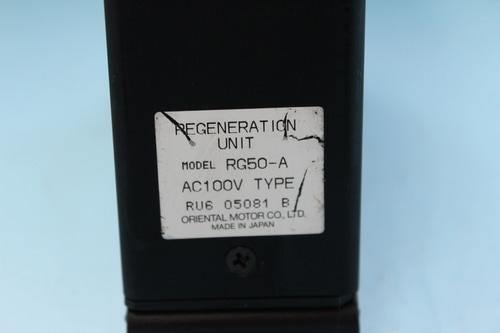 REGENERATION
UNIT
MODEL RG50-A
AC100V TYPE
RU6 05081 B
ORIENTAL MOTOR CO., LTD.
MADE IN JAPAN